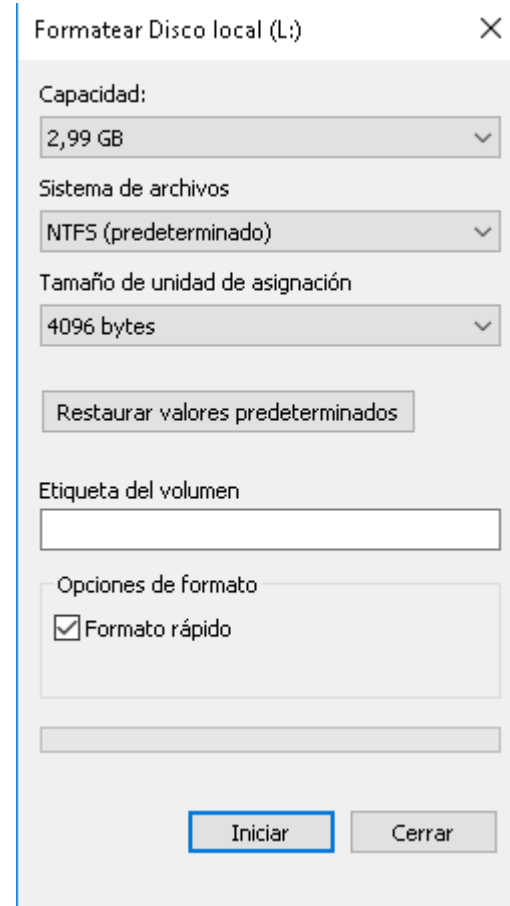 Formatear Disco local (L:)
Capacidad:
2,99 GB
Sistema de archivos
NTFS (predeterminado)
Tamaño de unidad de asignación
4096 bytes
Restaurar valores predeterminados
Etiqueta del volumen
Opciones de formato
Formato rápido
Iniciar
Cerrar